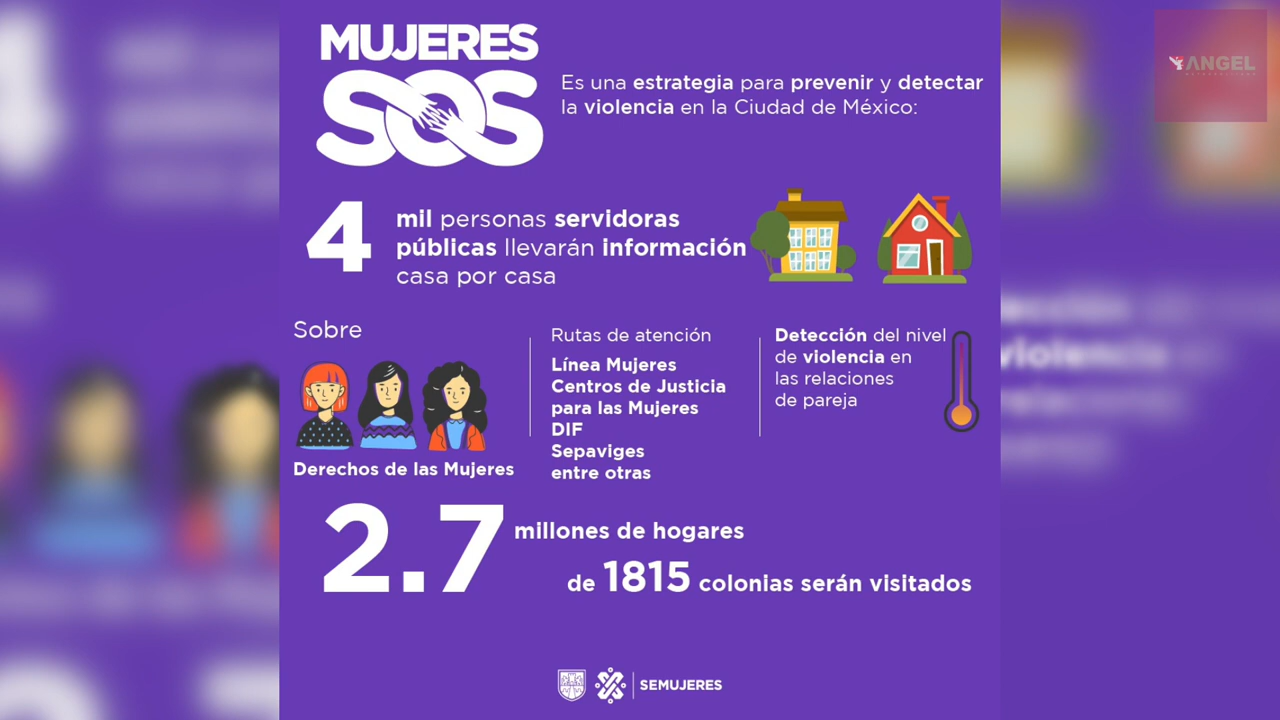 MUJERES
SOS
Es una estrategia para prevenir y detectar
la violencia en la Ciudad de México:
4 mil personas servidoras
públicas llevarán información
casa por casa
Sobre
Derechos de las Mujeres
Rutas de atención
Línea Mujeres
Centros de Justicia
para las Mujeres
DIF
Sepaviges
entre otras
Detección del nivel
de violencia en
las relaciones
de pareja
2.7 millones de hogares
de 1815 colonias serán visitados
SEMUJERES
ANGEL